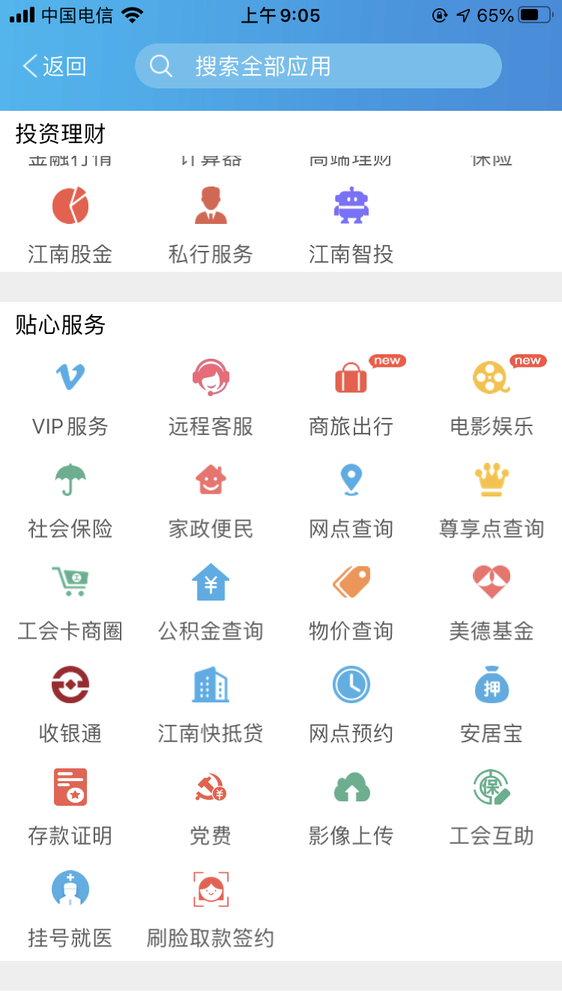 中国电信 上午9:05 65%
返回 搜索全部应用
投资理财
金融行情 计算器 高端理财 保险
江南股金 私行服务 江南智投
贴心服务
new new
VIP服务 远程客服 商旅出行 电影娱乐
社会保险 家政便民 网点查询 尊享点查询
工
¥
工会卡商圈 公积金查询 物价查询 美德基金
押
收银通 江南快抵贷 网点预约 安居宝
¥ 保
存款证明 党费 影像上传 工会互助
挂号就医 刷脸取款签约